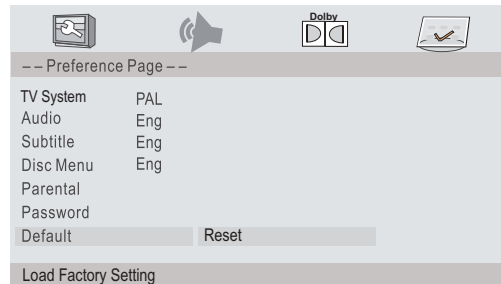 Dolby
– – Preference Page – –
TV System PAL
Audio Eng
Subtitle Eng
Disc Menu Eng
Parental
Password
Default Reset
Load Factory Setting